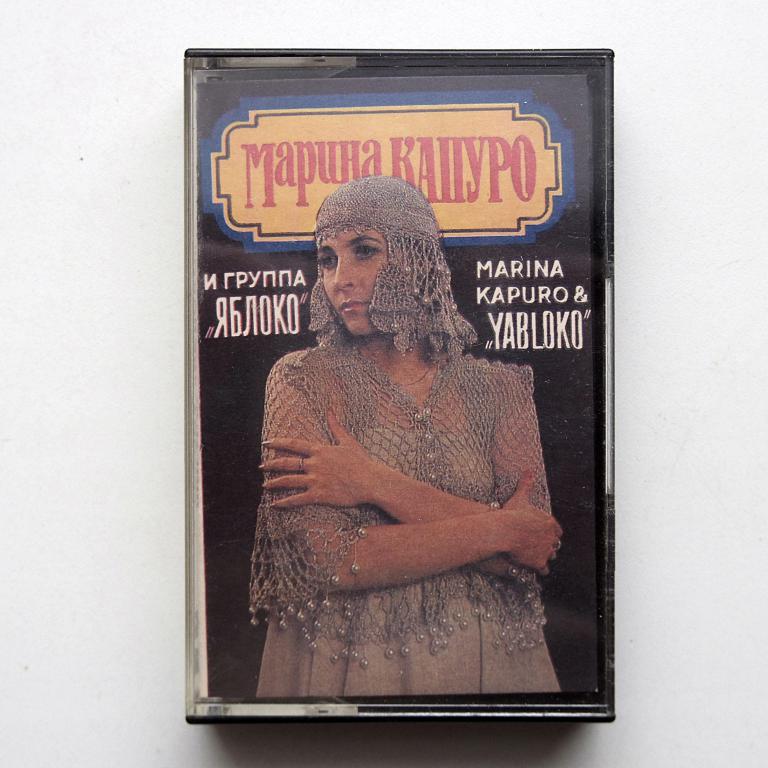 Марина КАПУРО
И ГРУППА
„ЯБЛОКО"
MARINA
KAPURO &
„YABLOKO"